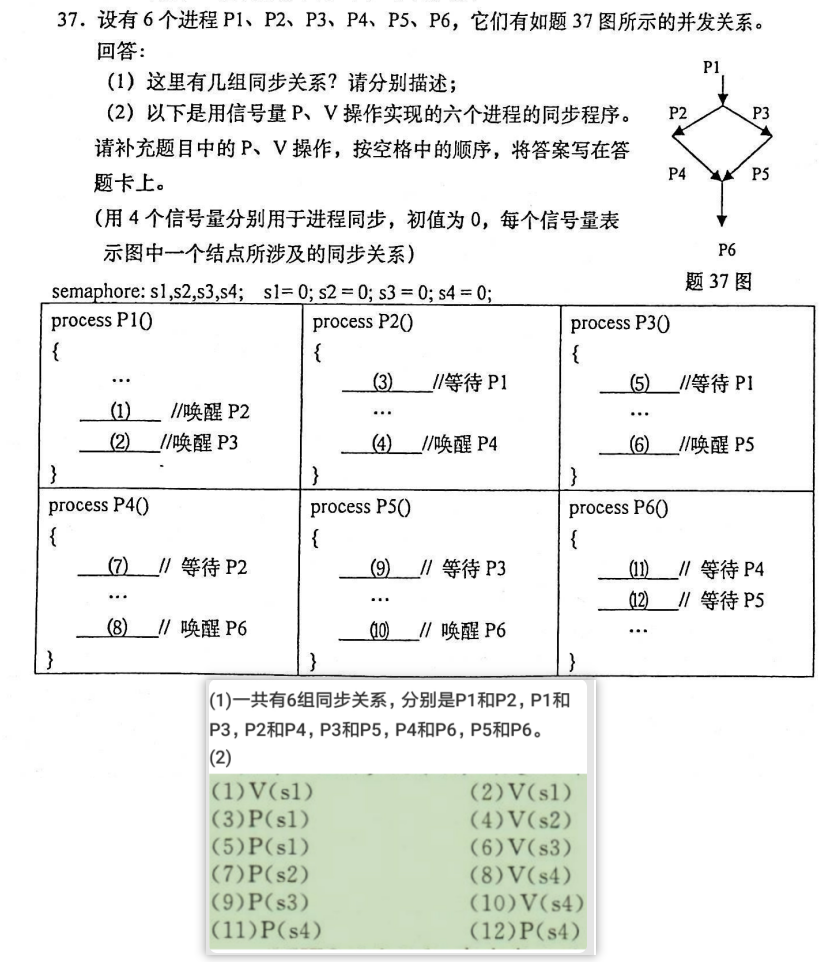 37. 设有 6 个进程 P1、P2、P3、P4、P5、P6，它们有如题 37 图所示的并发关系。
回答：
(1) 这里有几组同步关系？请分别描述；
(2) 以下是用信号量 P、V 操作实现的六个进程的同步程序。
请补充题目中的 P、V 操作，按空格中的顺序，将答案写在答
题卡上。
(用 4 个信号量分别用于进程同步，初值为 0，每个信号量表
示图中一个结点所涉及的同步关系)
P1
P2 P3
P4 P5
P6
题 37 图
semaphore: s1,s2,s3,s4; s1= 0; s2 = 0; s3 = 0; s4 = 0;
process P1()
{
…
(1) //唤醒 P2
(2) //唤醒 P3
}
process P2()
{
(3) //等待 P1
…
(4) //唤醒 P4
}
process P3()
{
(5) //等待 P1
…
(6) //唤醒 P5
}
process P4()
{
(7) // 等待 P2
…
(8) // 唤醒 P6
}
process P5()
{
(9) // 等待 P3
…
(10) // 唤醒 P6
}
process P6()
{
(11) // 等待 P4
(12) // 等待 P5
…
}
(1)一共有6组同步关系，分别是P1和P2，P1和
P3，P2和P4，P3和P5，P4和P6，P5和P6。
(2)
(1)V(s1) (2)V(s1)
(3)P(s1) (4)V(s2)
(5)P(s1) (6)V(s3)
(7)P(s2) (8)V(s4)
(9)P(s3) (10)V(s4)
(11)P(s4) (12)P(s4)